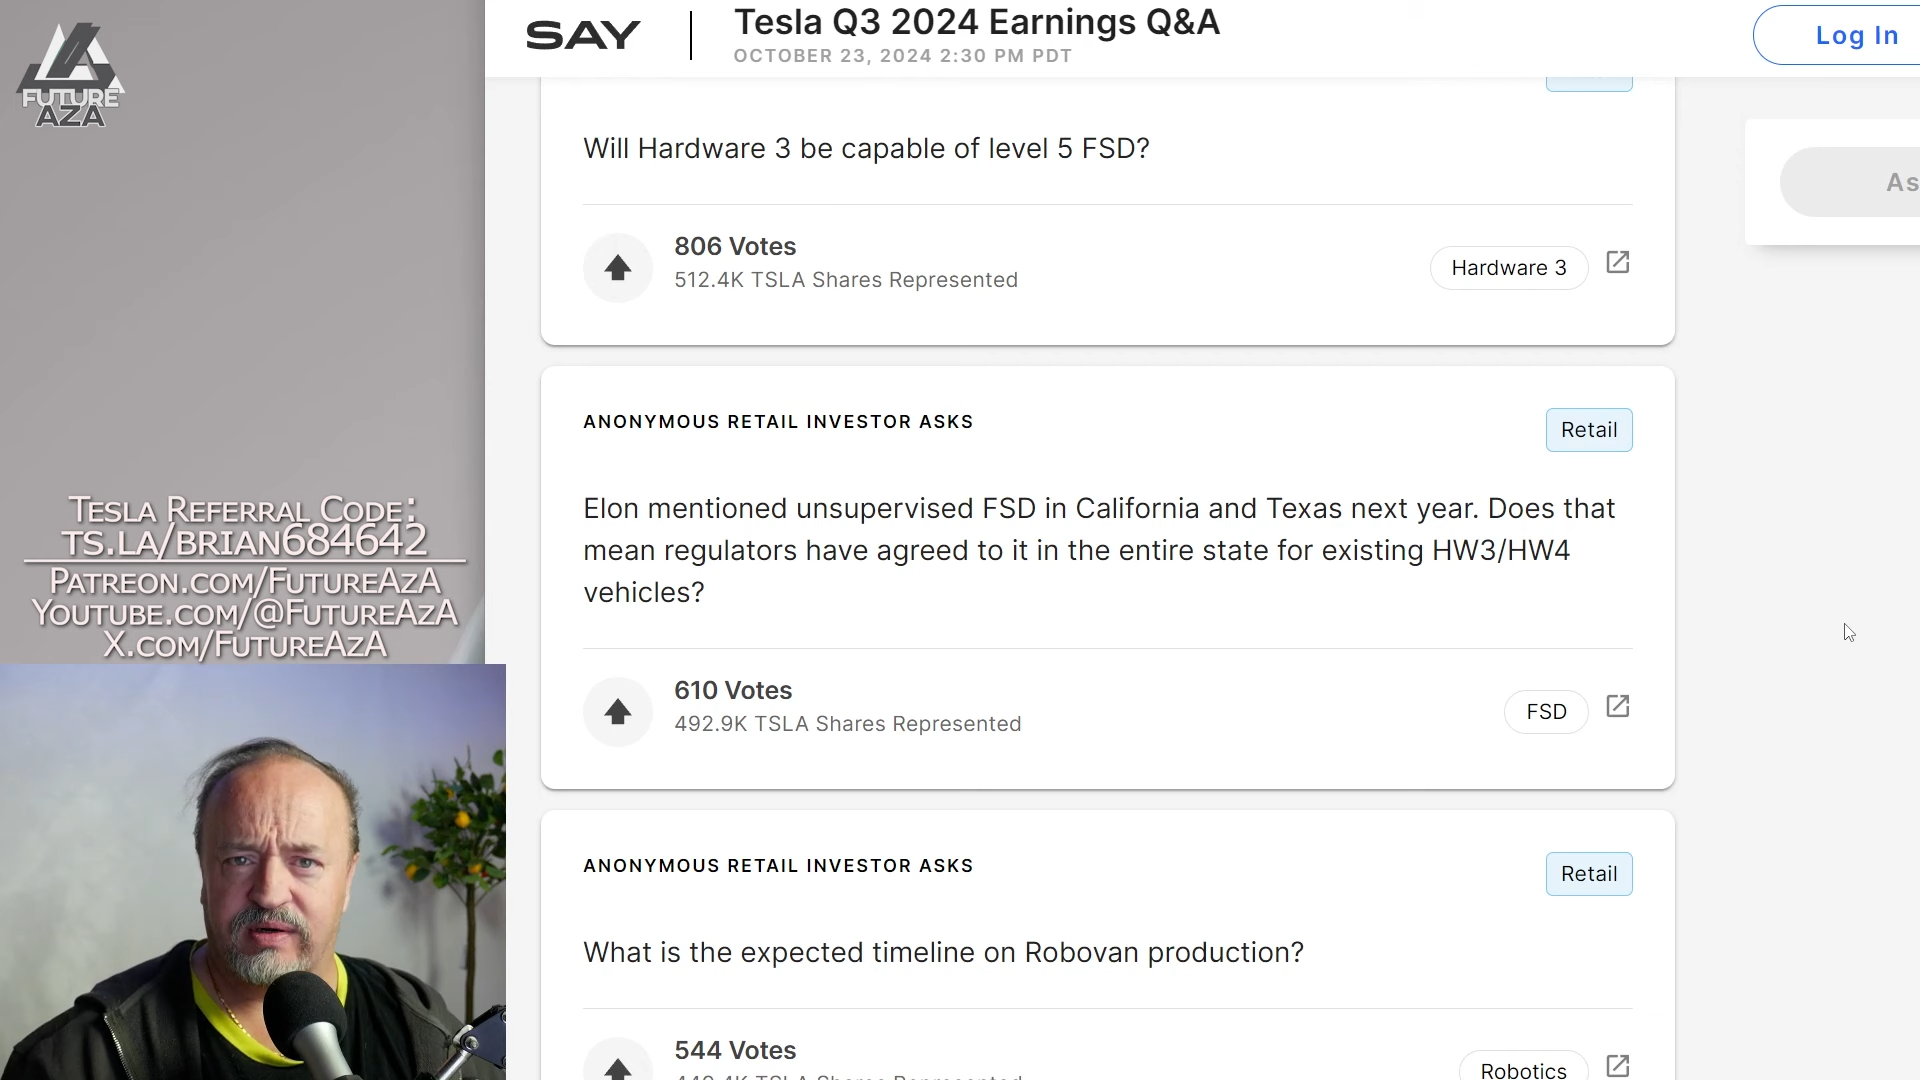 FUTURE
AZA
SAY
Tesla Q3 2024 Earnings Q&A
OCTOBER 23, 2024 2:30 PM PDT
Log In
As
Will Hardware 3 be capable of level 5 FSD?
806 Votes
512.4K TSLA Shares Represented
Hardware 3
ANONYMOUS RETAIL INVESTOR ASKS
Retail
Elon mentioned unsupervised FSD in California and Texas next year. Does that
mean regulators have agreed to it in the entire state for existing HW3/HW4
vehicles?
610 Votes
492.9K TSLA Shares Represented
FSD
ANONYMOUS RETAIL INVESTOR ASKS
Retail
What is the expected timeline on Robovan production?
544 Votes
Robotics
TESLA REFERRAL CODE:
TS.LA/BRIAN684642
PATREON.COM/FUTUREAZA
YOUTUBE.COM/@FUTUREAZA
X.COM/FUTUREAZA